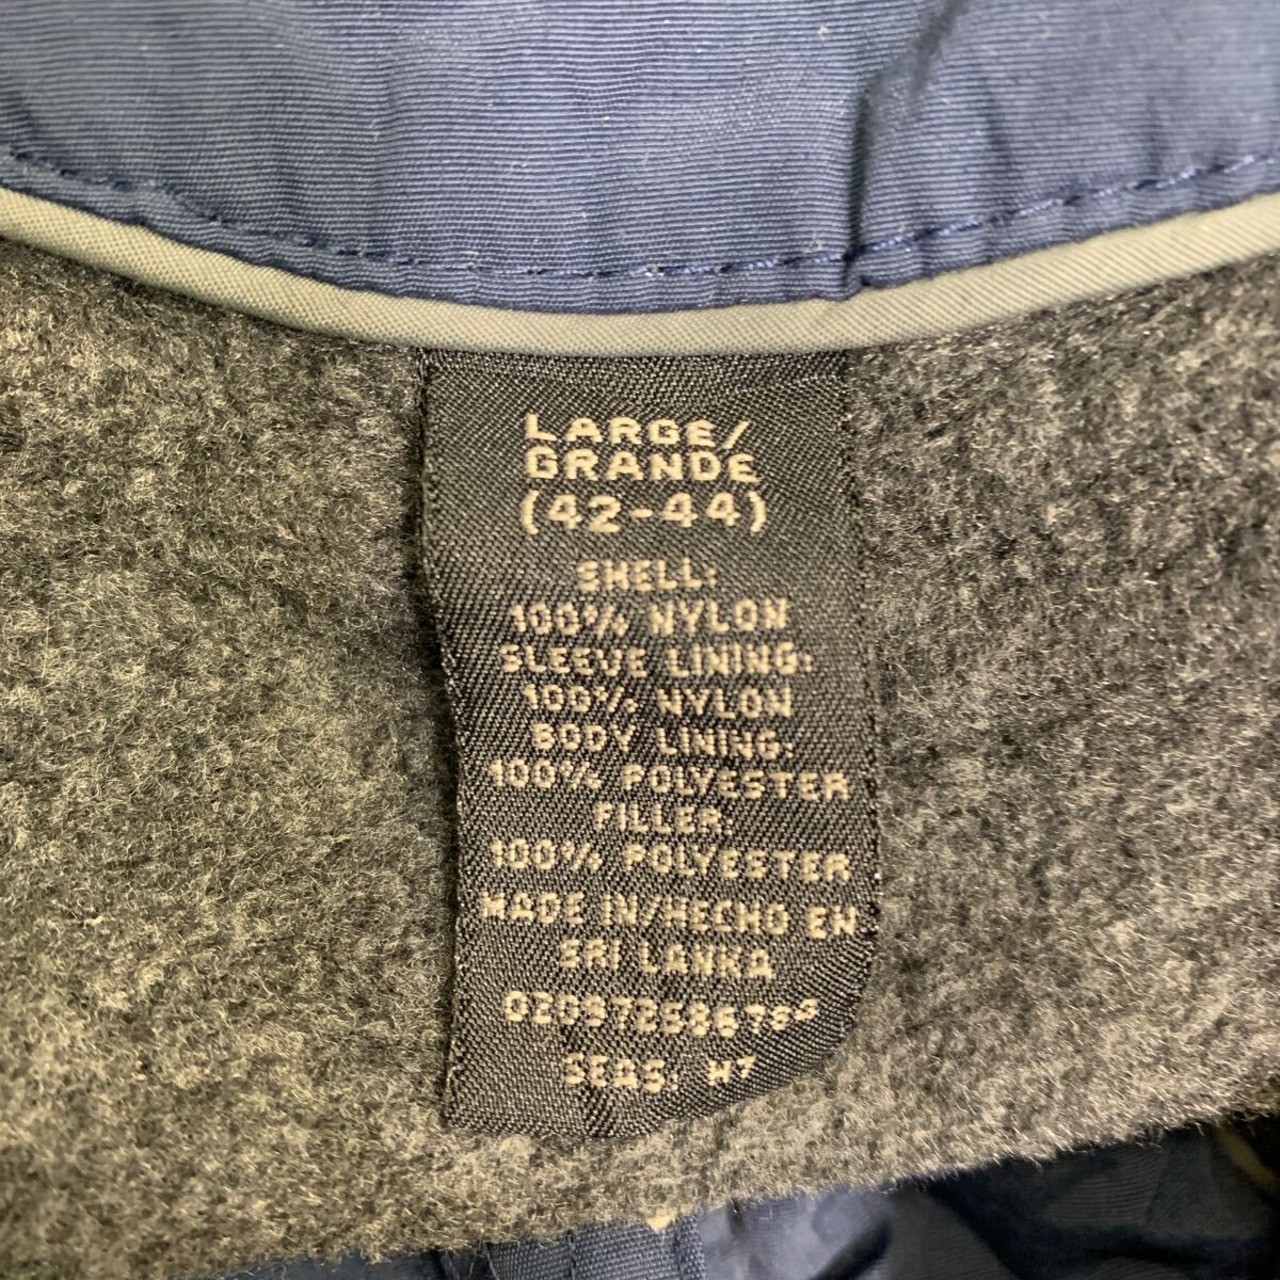 LARGE/
GRANDE
(42-44)
SHELL:
100% NYLON
SLEEVE LINING:
100% NYLON
BODY LINING:
100% POLYESTER
FILLER:
100% POLYESTER
MADE IN/HECHO EN
SRI LANKA
SEAS: